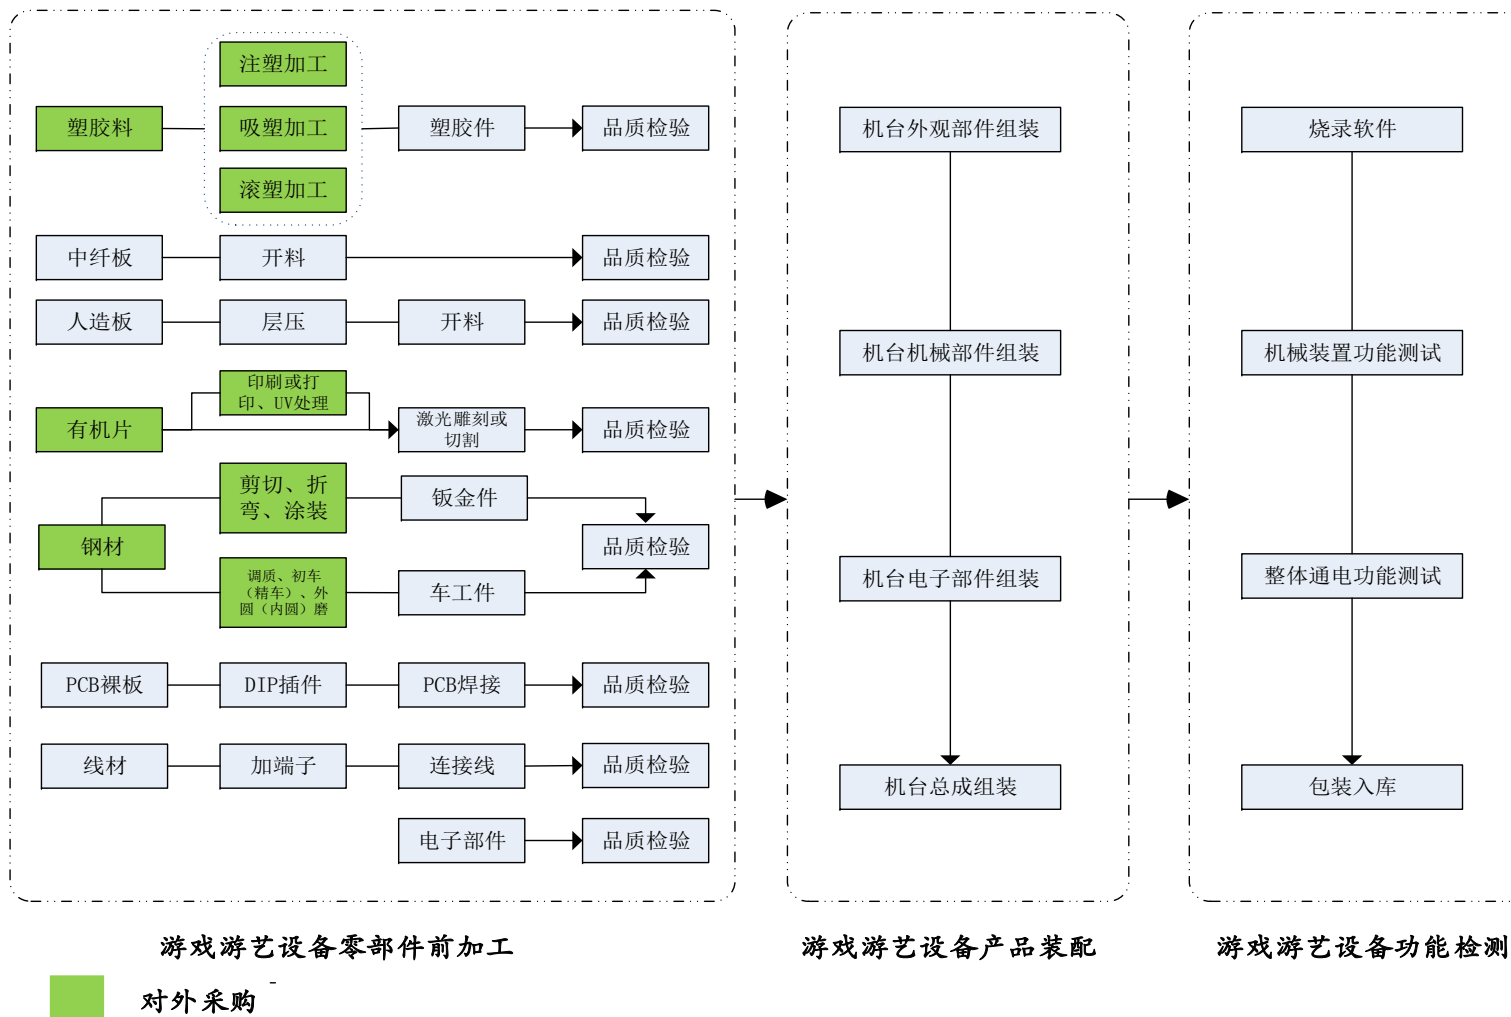 注塑加工
塑胶料
吸塑加工
塑胶件
品质检验
滚塑加工
中纤板
开料
品质检验
人造板
层压
开料
品质检验
印刷或打
印、UV处理
有机片
激光雕刻或
切割
品质检验
剪切、折
弯、涂装
钣金件
钢材
品质检验
调质、初车
（精车）、外
圆（内圆）磨
车工件
PCB裸板
DIP插件
PCB焊接
品质检验
线材
加端子
连接线
品质检验
电子部件
品质检验
机台外观部件组装
机台机械部件组装
机台电子部件组装
机台总成组装
烧录软件
机械装置功能测试
整体通电功能测试
包装入库
游戏游艺设备零部件前加工
游戏游艺设备产品装配
游戏游艺设备功能检测
对外采购